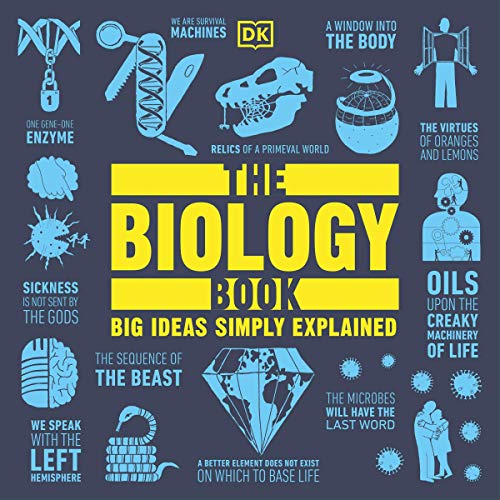 WE ARE SURVIVAL
MACHINES
DK
A WINDOW INTO
THE BODY
1
ONE GENE–ONE
ENZYME
RELICS OF A PRIMEVAL WORLD
THE VIRTUES
OF ORANGES
AND LEMONS
THE
BIOLOGY
BOOK
BIG IDEAS SIMPLY EXPLAINED
SICKNESS
IS NOT SENT BY
THE GODS
OILS
UPON THE
CREAKY
MACHINERY
OF LIFE
THE SEQUENCE OF
THE BEAST
THE MICROBES
WILL HAVE THE
LAST WORD
WE SPEAK
WITH THE
LEFT
HEMISPHERE
A BETTER ELEMENT DOES NOT EXIST
ON WHICH TO BASE LIFE